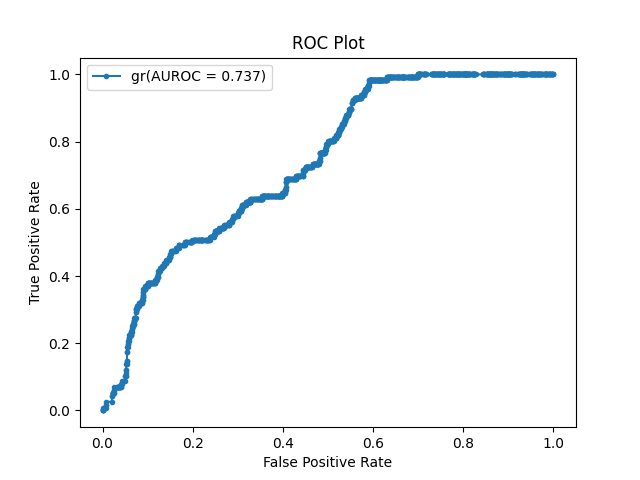 ROC Plot
gr(AUROC = 0.737)
1.0
0.8
0.6
0.4
0.2
0.0
True Positive Rate
0.0 0.2 0.4 0.6 0.8 1.0
False Positive Rate